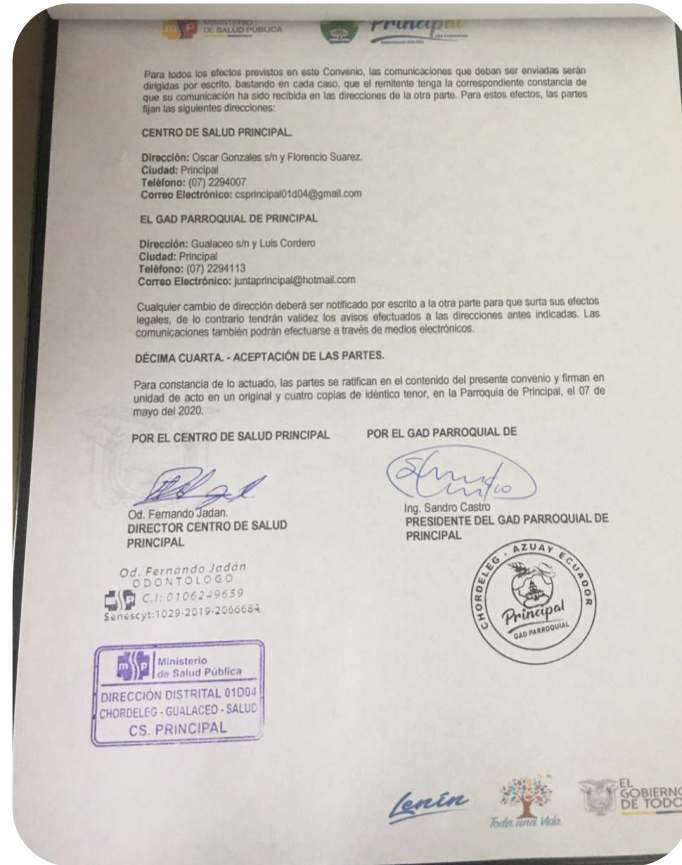 MINISTERIO
DE SALUD PÚBLICA
Principal
Para todos los efectos previstos en este Convenio, las comunicaciones que deban ser enviadas serán
dirigidas por escrito, bastando en cada caso, que el remitente tenga la correspondiente constancia de
que su comunicación ha sido recibida en las direcciones de la otra parte. Para estos efectos, las partes
fijan las siguientes direcciones:
CENTRO DE SALUD PRINCIPAL.
Dirección: Oscar Gonzales s/n y Florencio Suarez.
Ciudad: Principal
Teléfono: (07) 2294007
Correo Electrónico: csprincipal01d04@gmail.com
EL GAD PARROQUIAL DE PRINCIPAL
Dirección: Gualaceo s/n y Luis Cordero
Ciudad: Principal
Teléfono: (07) 2294113
Correo Electrónico: juntaprincipal@hotmail.com
Cualquier cambio de dirección deberá ser notificado por escrito a la otra parte para que surta sus efectos
legales, de lo contrario tendrán validez los avisos efectuados a las direcciones antes indicadas. Las
comunicaciones también podrán efectuarse a través de medios electrónicos.
DÉCIMA CUARTA. - ACEPTACIÓN DE LAS PARTES.
Para constancia de lo actuado, las partes se ratifican en el contenido del presente convenio y firman en
unidad de acto en un original y cuatro copias de idéntico tenor, en la Parroquia de Principal, el 07 de
mayo del 2020.
POR EL CENTRO DE SALUD PRINCIPAL
Od. Fernando Jadan.
DIRECTOR CENTRO DE SALUD
PRINCIPAL
Od. Fernando Jadán
ODONTOLOGO
msp C.I: 0106249659
Senescyt:1029-2019-2066684
msp Ministerio
de Salud Pública
DIRECCIÓN DISTRITAL 01D04
CHORDELEG - GUALACEO - SALUD
CS. PRINCIPAL
POR EL GAD PARROQUIAL DE
Ing. Sandro Castro
PRESIDENTE DEL GAD PARROQUIAL DE
PRINCIPAL
CHORDELEG - AZUAY ECUADOR
Principal
GAD PARROQUIAL
Lenín
Toda una Vida
EL
GOBIERNO
DE TODO